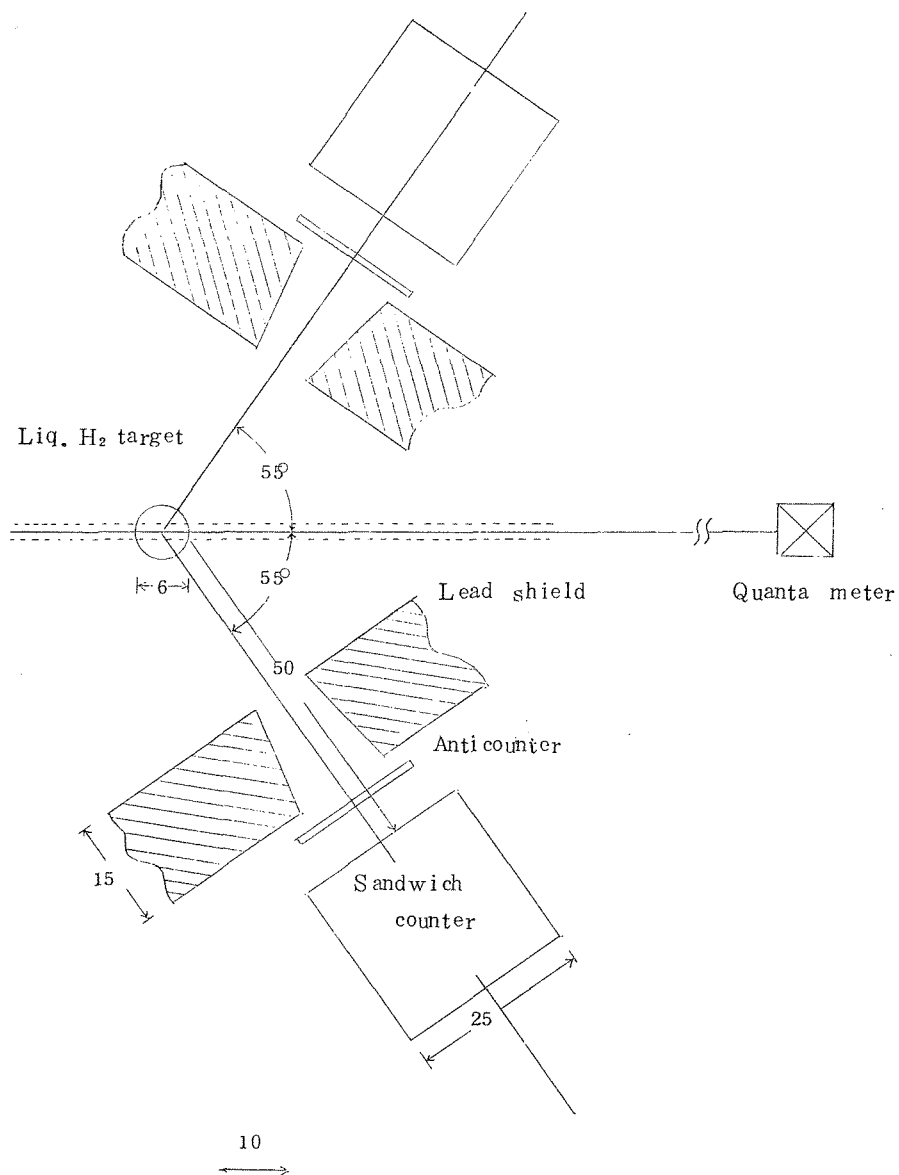 Liq. H₂ target
55°
55°
6
Lead shield
Quanta meter
50
Anticounter
15
Sandwich
counter
25
10